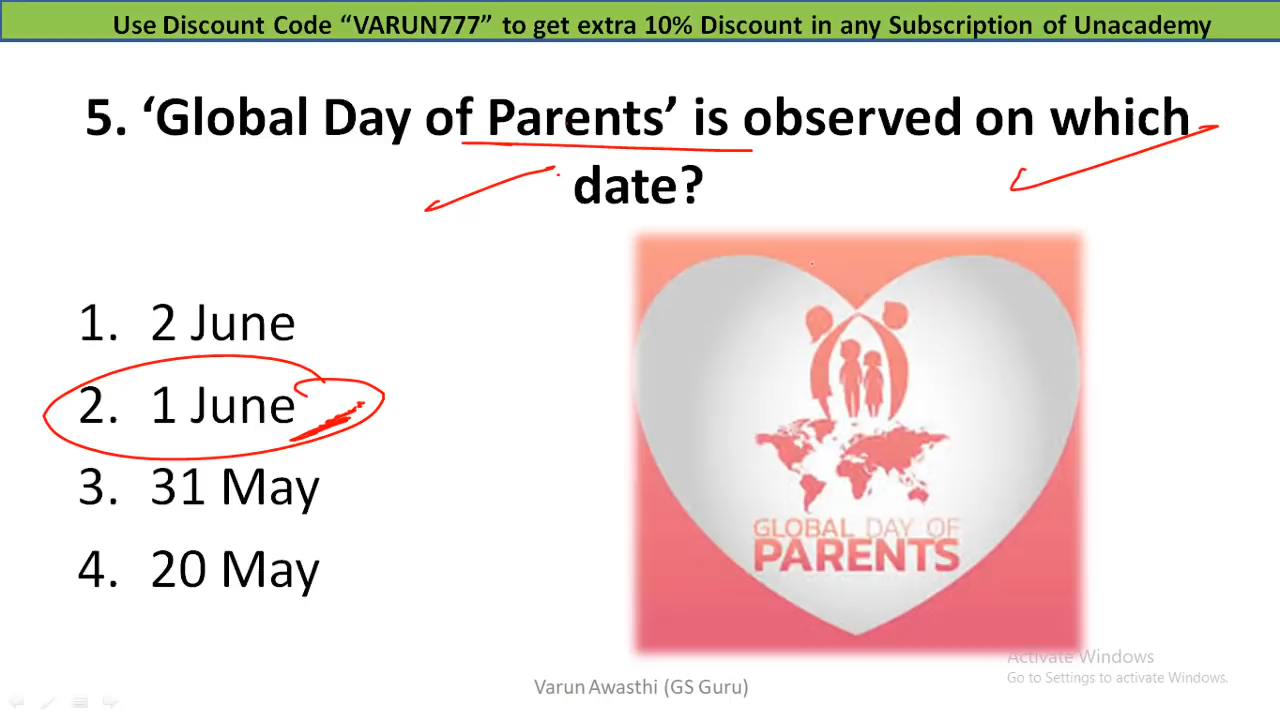 Use Discount Code “VARUN777” to get extra 10% Discount in any Subscription of Unacademy
5. ‘Global Day of Parents’ is observed on which
date?
1. 2 June
2. 1 June
3. 31 May
4. 20 May
GLOBAL DAY OF
PARENTS
Activate Windows
Go to Settings to activate Windows.
Varun Awasthi (GS Guru)